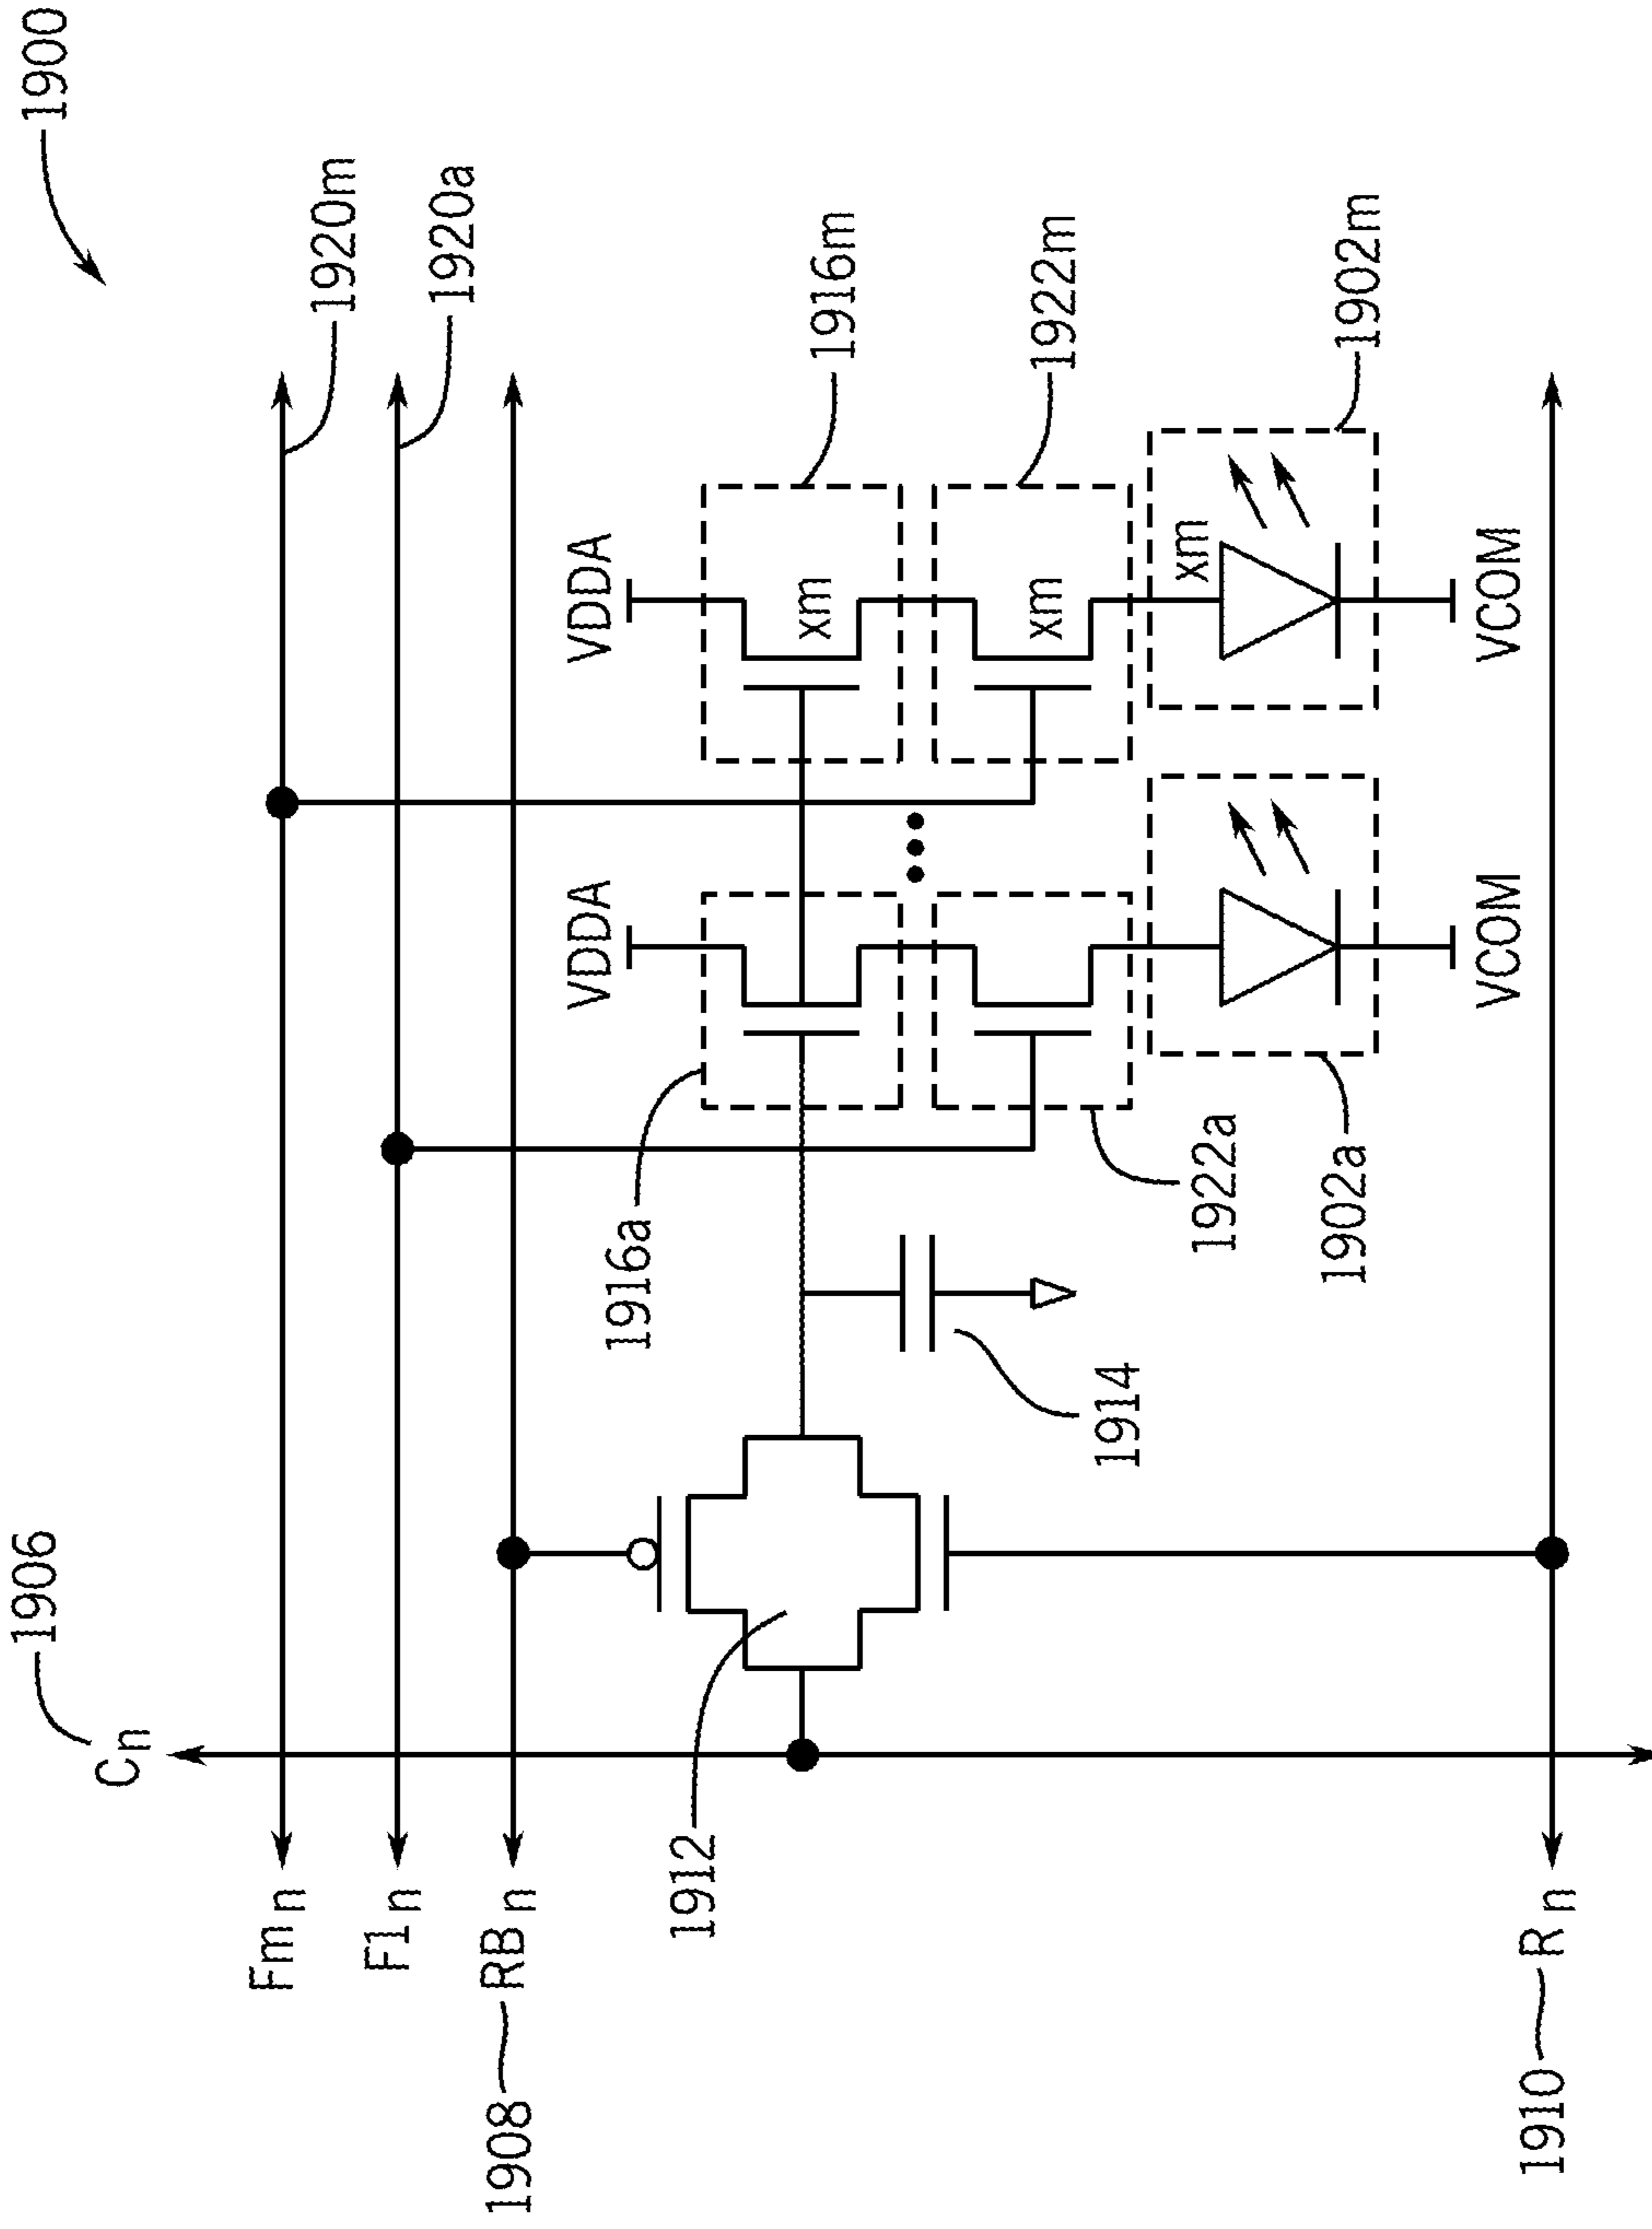 1900
1906
Cn
1920m
1920a
Fmn
F1n
1908
RBn
VDDA
VDDA
1916m
1916a
xm
1912
1922m
xm
1914
1922a
xm
1902m
1902a
VCOM
VCOM
1910
Rn